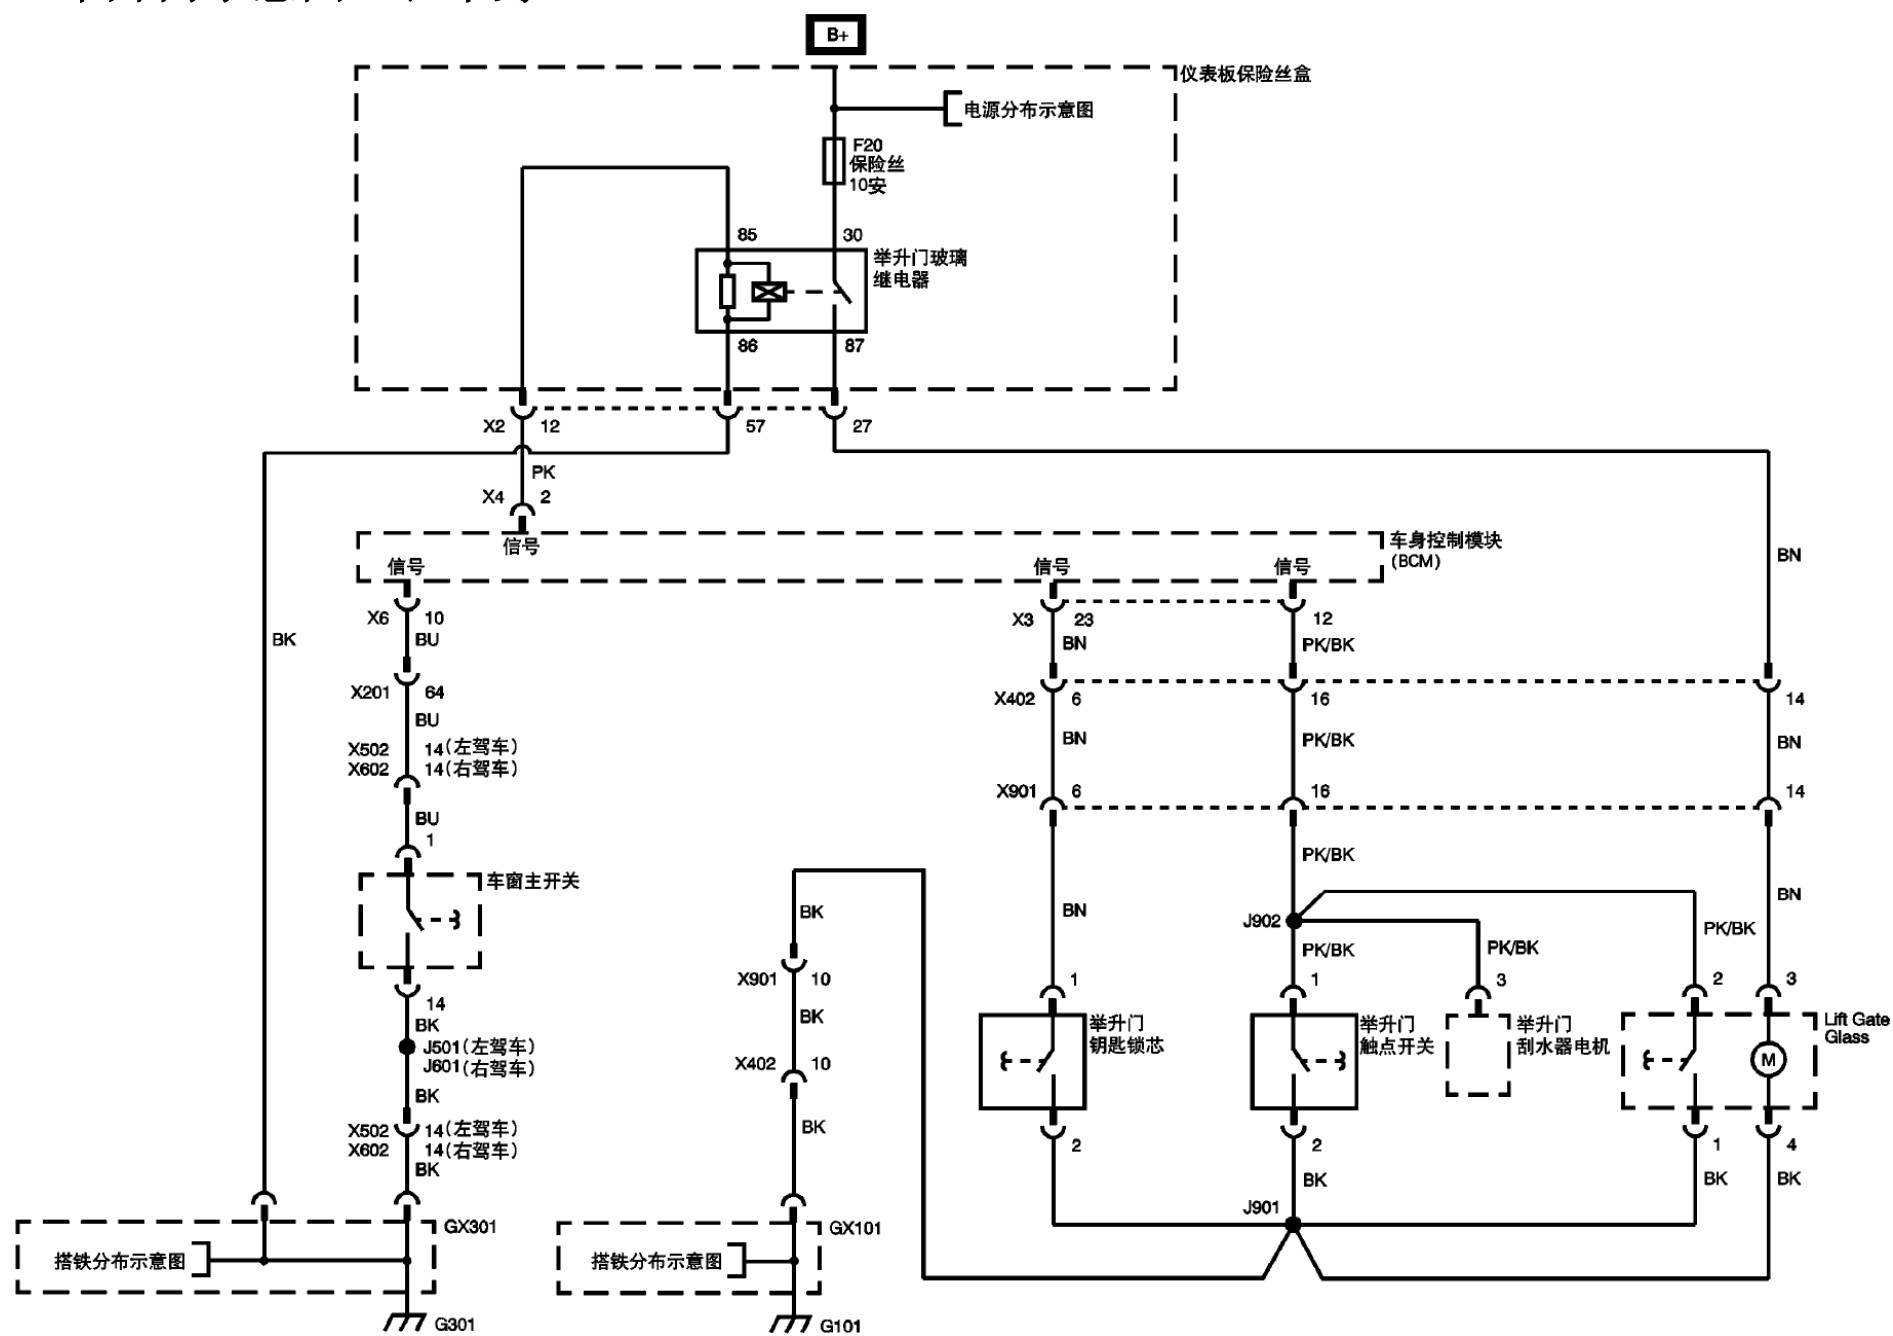 B+
仪表板保险丝盒
电源分布示意图
F20
保险丝
10安
85
30
举升门玻璃
继电器
86
87
X2
12
57
27
PK
X4
2
信号
信号
信号
信号
车身控制模块
(BCM)
BN
X6
10
BU
X3
23
BN
12
PK/BK
BK
X201
64
BU
X402
6
16
14
X502
14(左驾车)
X602
14(右驾车)
BN
PK/BK
BN
X901
6
16
14
BU
1
PK/BK
车窗主开关
BK
BN
BN
J902
PK/BK
PK/BK
PK/BK
X901
10
1
1
3
2
3
14
BK
BK
J501(左驾车)
J601(右驾车)
举升门
钥匙锁芯
举升门
触点开关
举升门
刮水器电机
Lift Gate
Glass
M
X402
10
BK
X502
14(左驾车)
X602
14(右驾车)
BK
BK
2
2
1
4
BK
BK
BK
J901
GX301
搭铁分布示意图
G301
GX101
搭铁分布示意图
G101